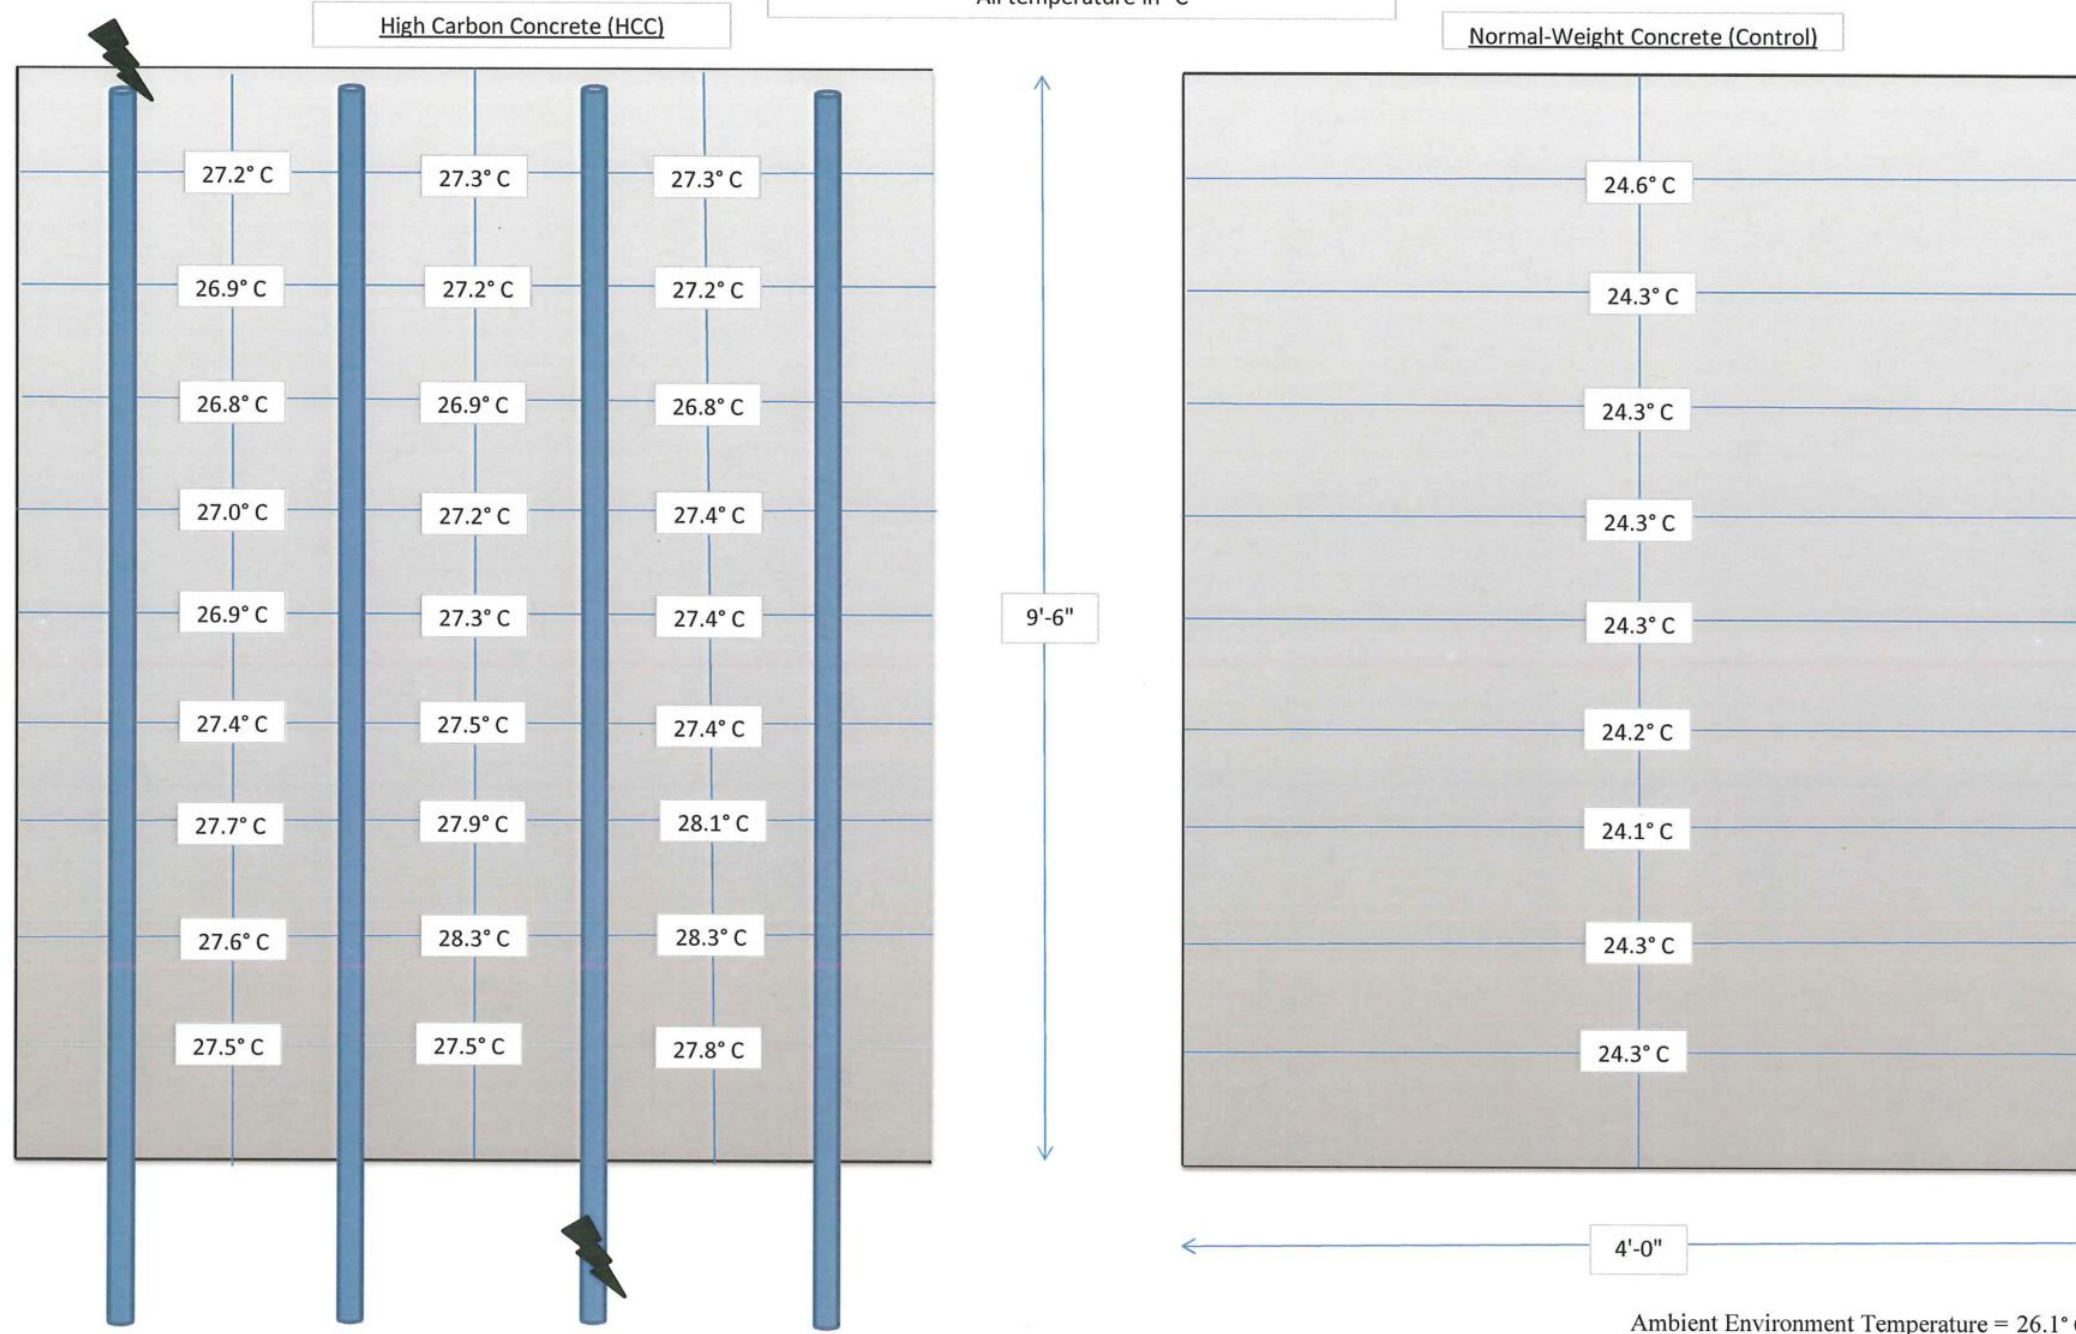 All temperature in °C
High Carbon Concrete (HCC)
Normal-Weight Concrete (Control)
27.2° C 27.3° C 27.3° C 24.6° C
26.9° C 27.2° C 27.2° C 24.3° C
26.8° C 26.9° C 26.8° C 24.3° C
27.0° C 27.2° C 27.4° C 24.3° C
26.9° C 27.3° C 27.4° C 9'-6" 24.3° C
27.4° C 27.5° C 27.4° C 24.2° C
27.7° C 27.9° C 28.1° C 24.1° C
27.6° C 28.3° C 28.3° C 24.3° C
27.5° C 27.5° C 27.8° C 24.3° C
4'-0"
Ambient Environment Temperature = 26.1°